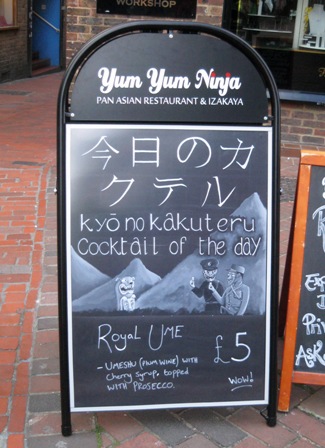 WORKSHOP
Yum Yum Ninja
PAN ASIAN RESTAURANT & IZAKAYA
今日のカ
クテル
kyō no kakuteru
Cocktail of the day
ROYAL UME
£5
- UMESHU (PLUM WINE) WITH
cherry syrup, topped
WITH PROSECCO.
WOW!